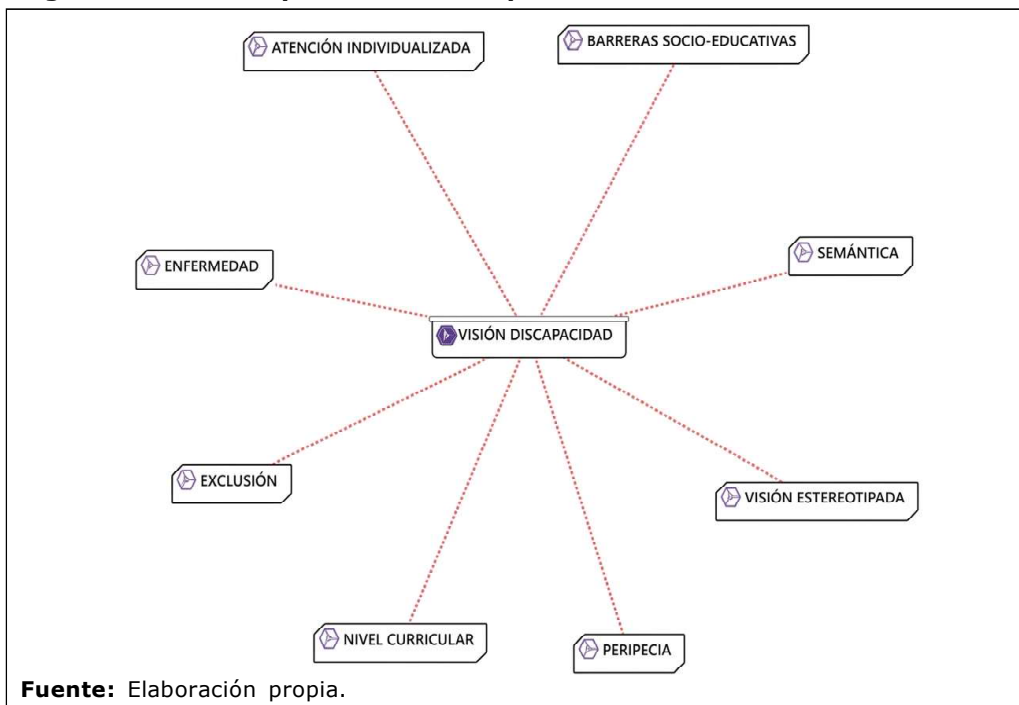 ATENCIÓN INDIVIDUALIZADA
BARRERAS SOCIO-EDUCATIVAS
ENFERMEDAD
SEMÁNTICA
VISIÓN DISCAPACIDAD
EXCLUSIÓN
VISIÓN ESTEREOTIPADA
NIVEL CURRICULAR
PERIPECIA
Fuente: Elaboración propia.